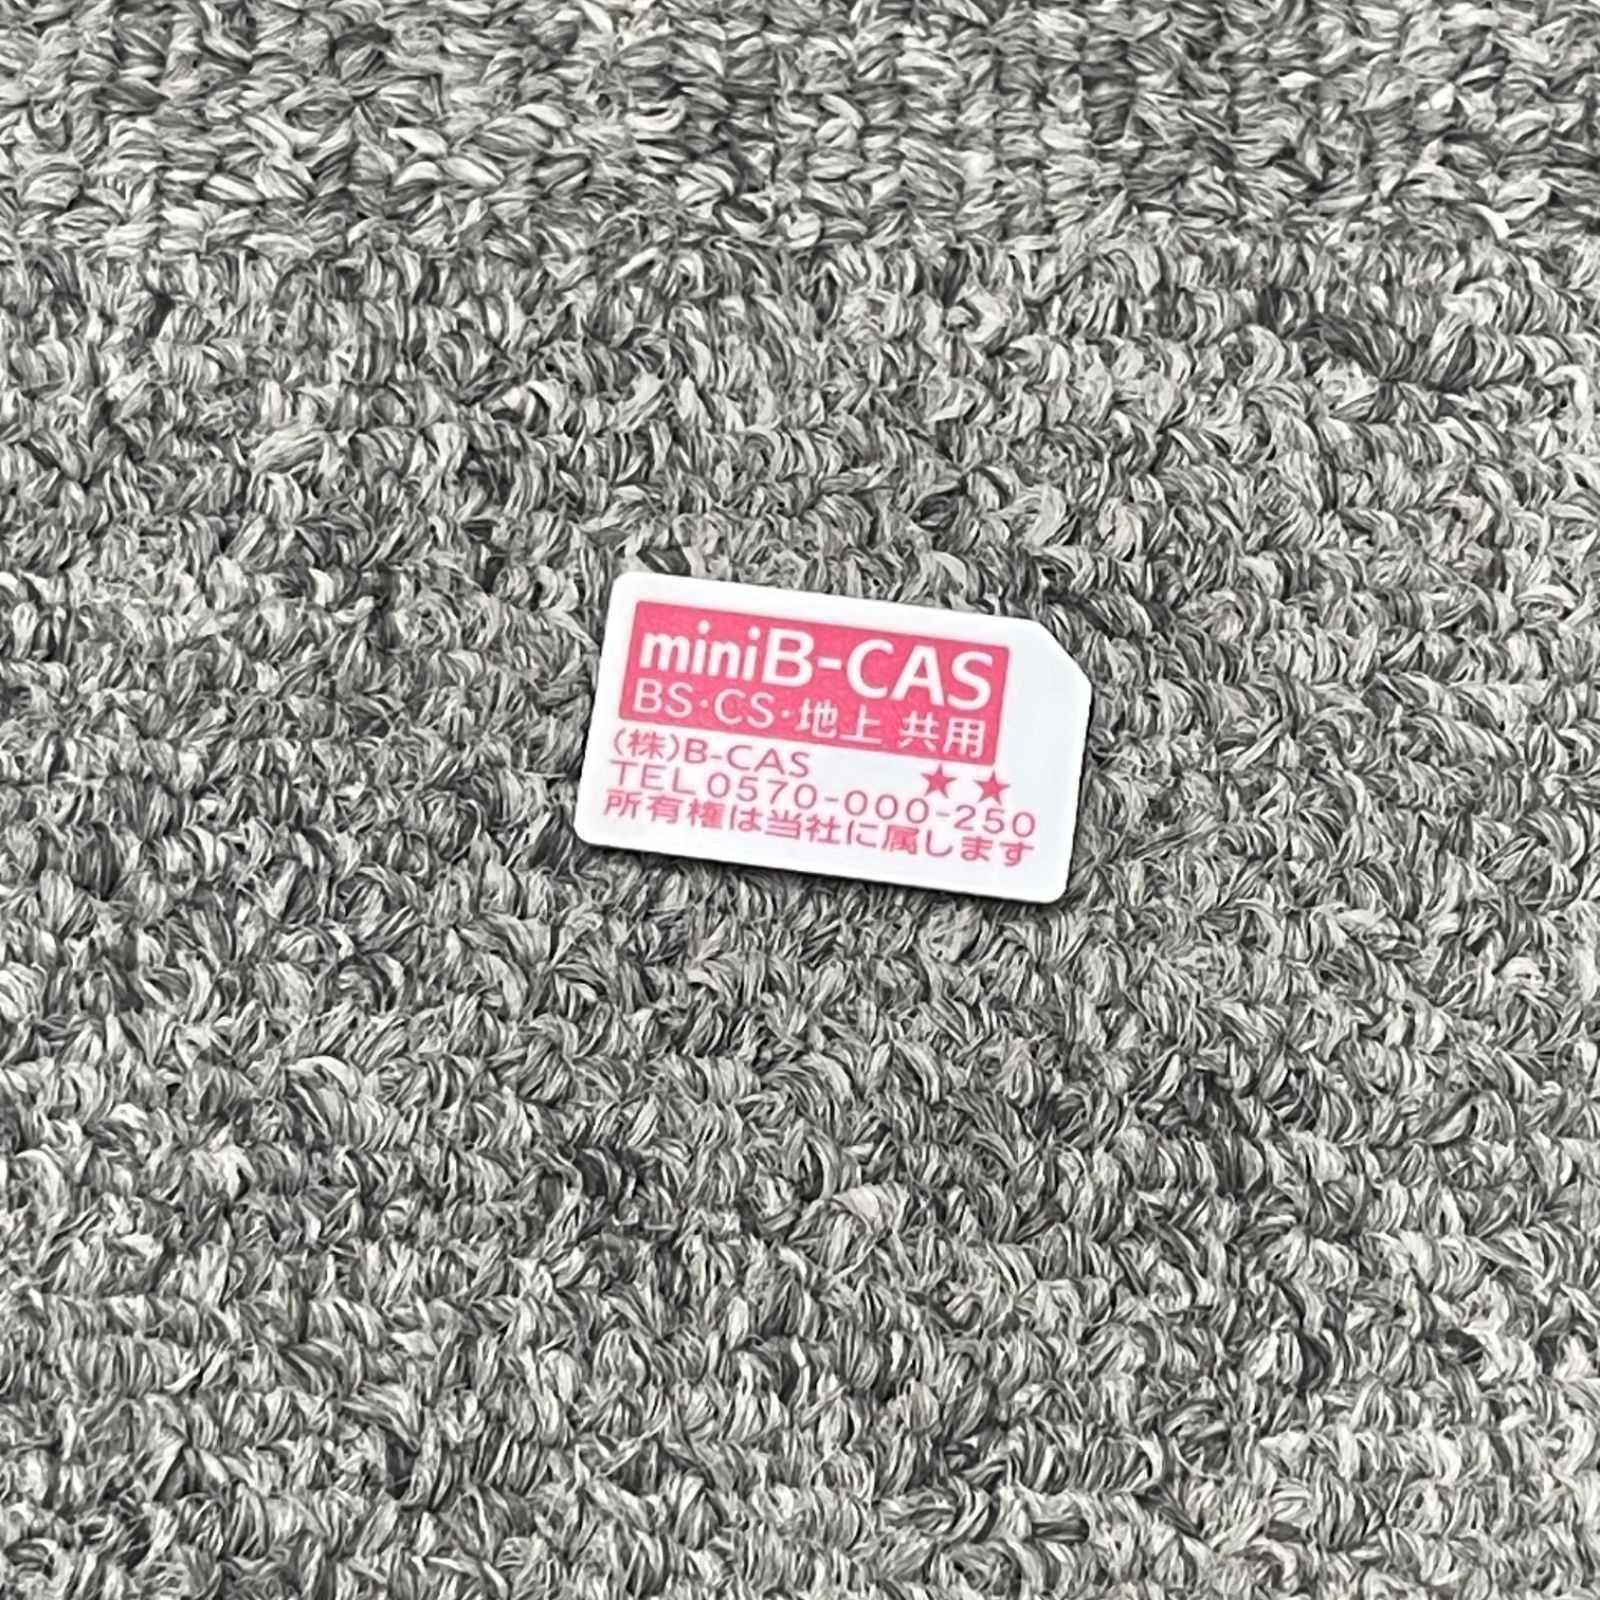 miniB-CAS
BS・CS・地上 共用
(株)B-CAS ★★
TEL 0570-000-250
所有権は当社に属します